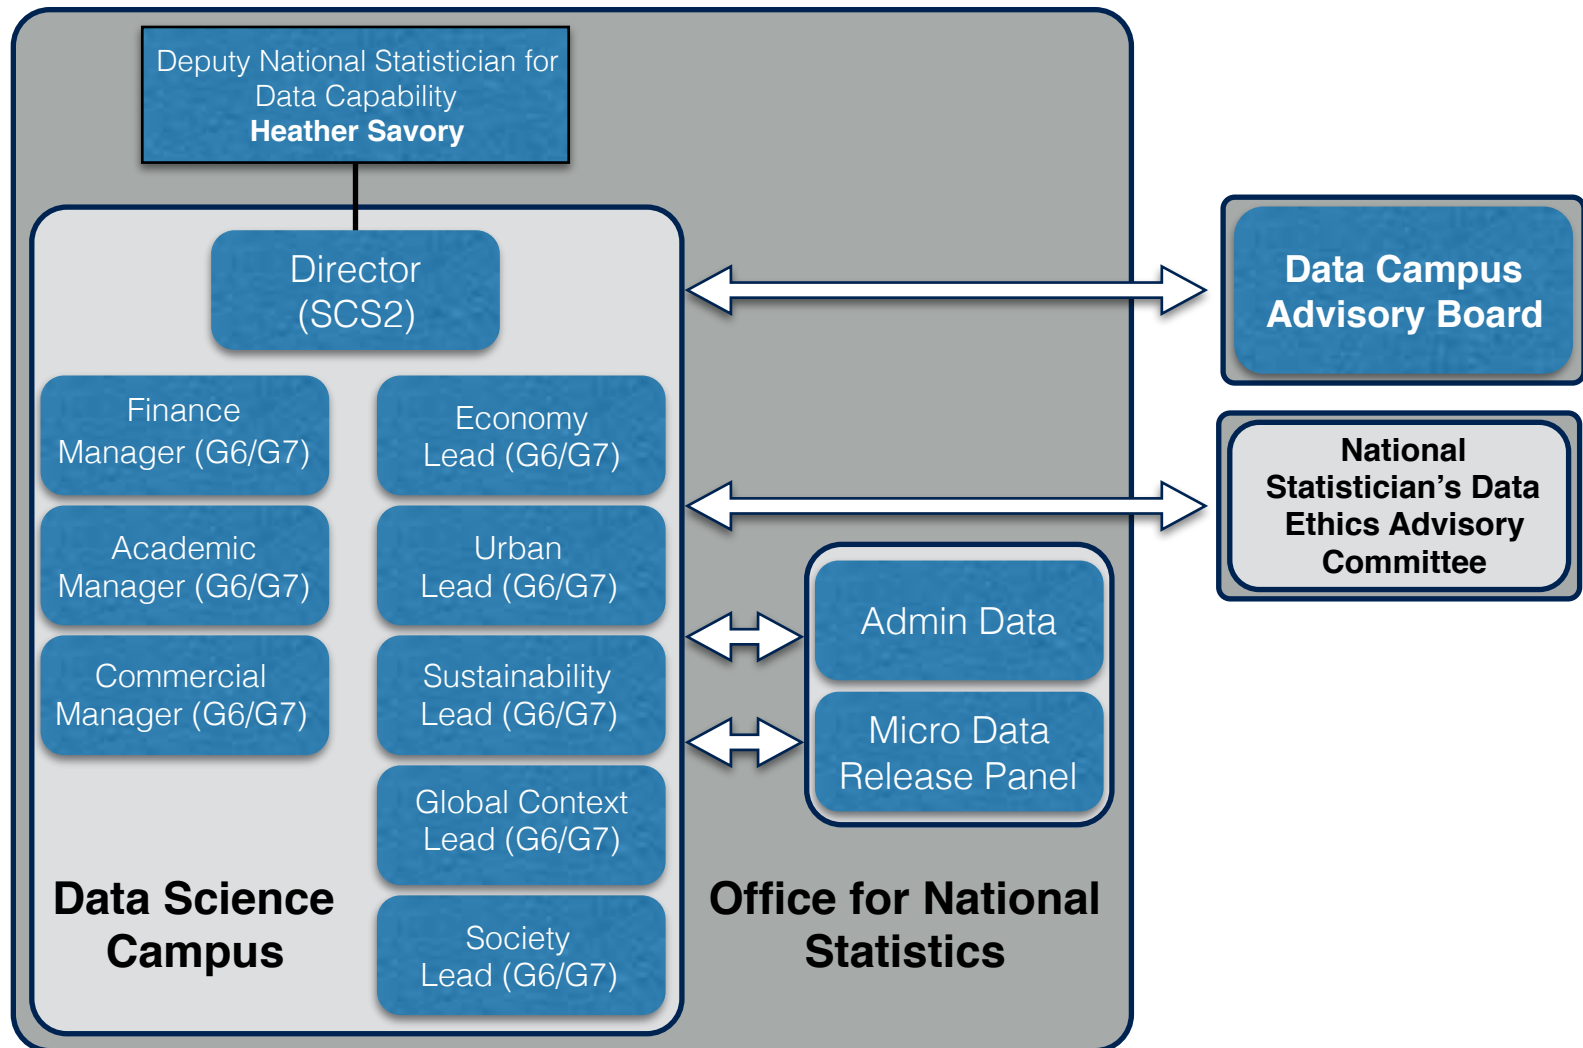 Deputy National Statistician for
Data Capability
Heather Savory
Director
(SCS2)
Finance
Manager (G6/G7)
Academic
Manager (G6/G7)
Commercial
Manager (G6/G7)
Economy
Lead (G6/G7)
Urban
Lead (G6/G7)
Sustainability
Lead (G6/G7)
Global Context
Lead (G6/G7)
Society
Lead (G6/G7)
Data Science
Campus
Admin Data
Micro Data
Release Panel
Office for National
Statistics
Data Campus
Advisory Board
National
Statistician’s Data
Ethics Advisory
Committee